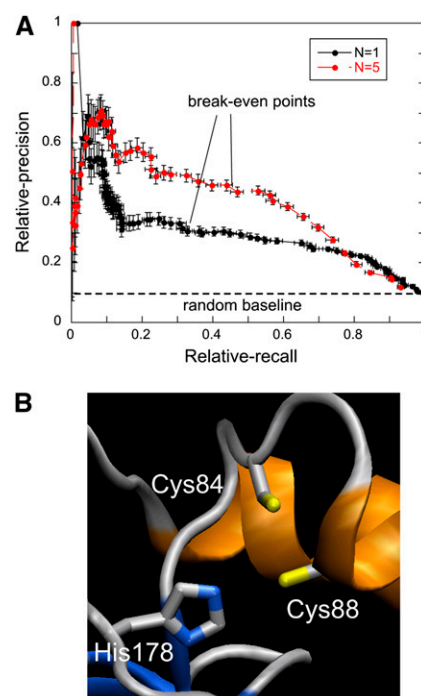 A
1
0.8
0.6
0.4
0.2
0
Relative-precision
N=1
N=5
break-even points
random baseline
0 0.2 0.4 0.6 0.8 1
Relative-recall
B
Cys84
Cys88
His178